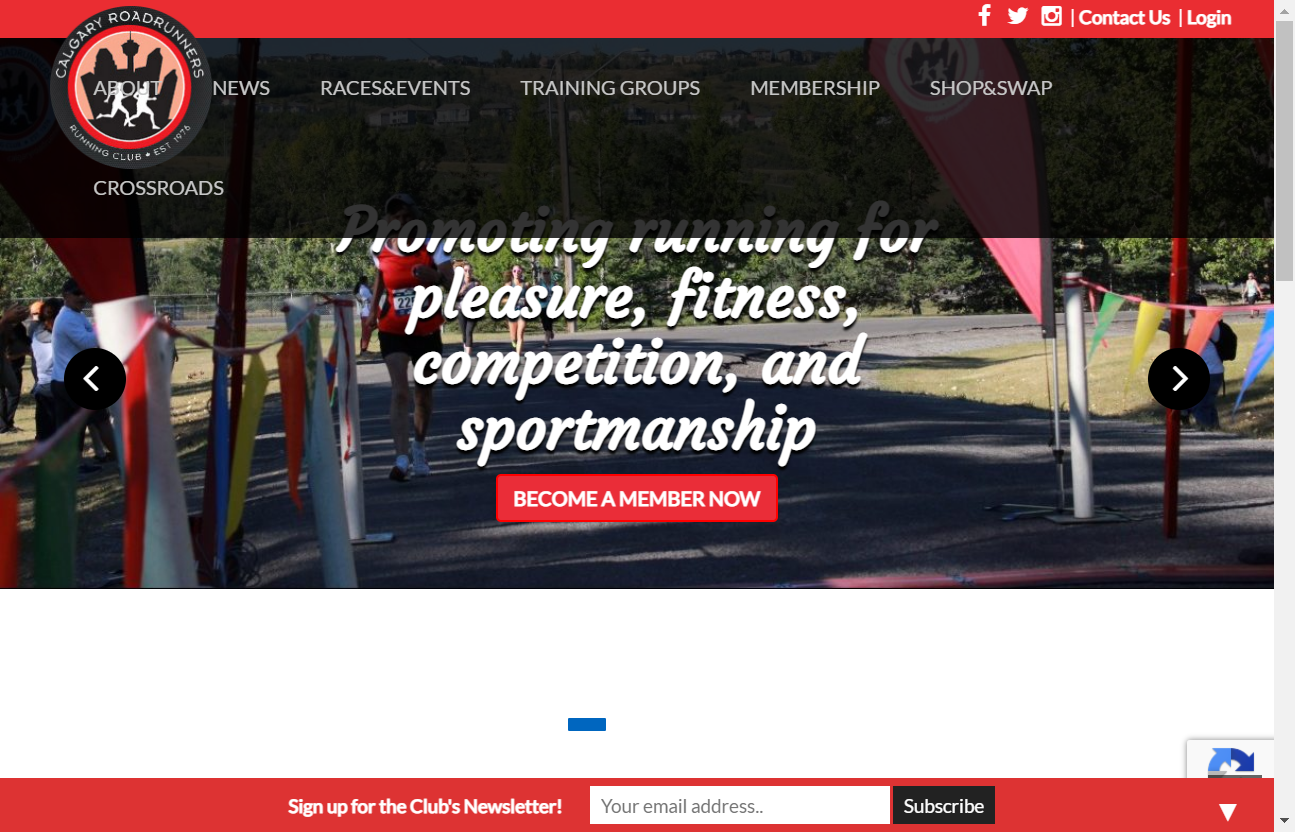 | Contact Us | Login
CALGARY ROADRUNNERS
RUNNING CLUB • EST 1976
ABOUT NEWS RACES&EVENTS TRAINING GROUPS MEMBERSHIP SHOP&SWAP
CROSSROADS
Promoting running for
pleasure, fitness,
competition, and
sportmanship
BECOME A MEMBER NOW
Sign up for the Club's Newsletter! Your email address.. Subscribe